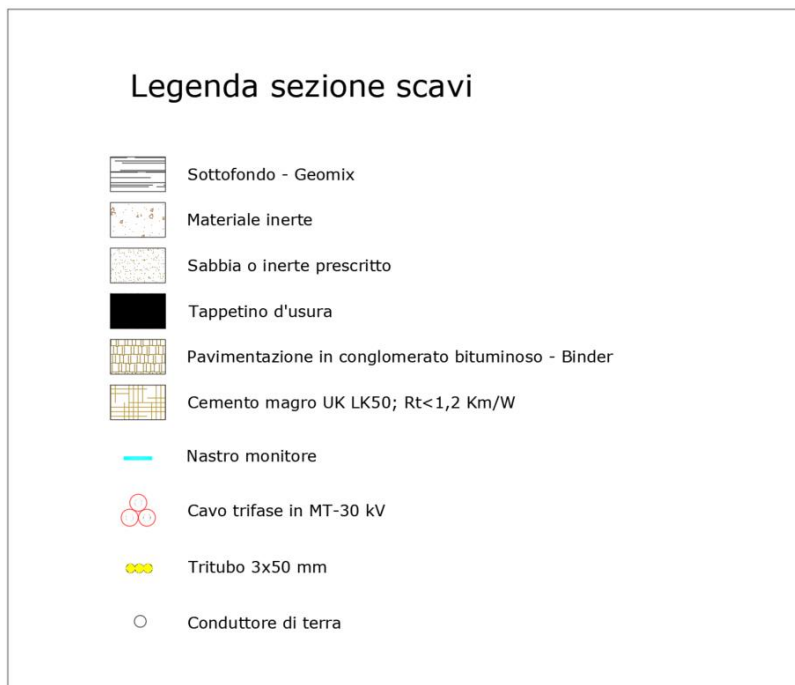 Legenda sezione scavi
Sottofondo - Geomix
Materiale inerte
Sabbia o inerte prescritto
Tappetino d'usura
Pavimentazione in conglomerato bituminoso - Binder
Cemento magro UK LK50; Rt<1,2 Km/W
Nastro monitore
Cavo trifase in MT-30 kV
Tritubo 3x50 mm
Conduttore di terra